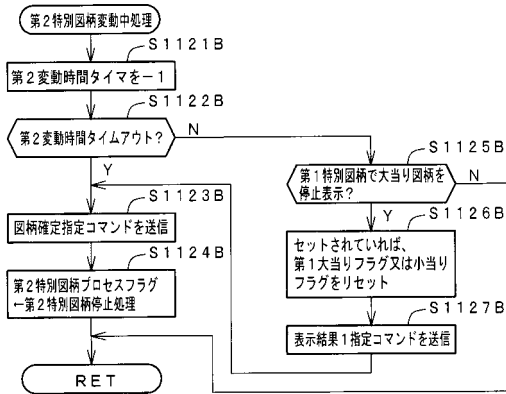 第2特別図柄変動中処理
S1121B
第2変動時間タイマを－1
S1122B
第2変動時間タイムアウト?
N
Y
S1123B
図柄確定指定コマンドを送信
S1124B
第2特別図柄プロセスフラグ
←第2特別図柄停止処理
RET
S1125B
第1特別図柄で大当り図柄を
停止表示?
N
Y
S1126B
セットされていれば、
第1大当りフラグ又は小当り
フラグをリセット
S1127B
表示結果1指定コマンドを送信